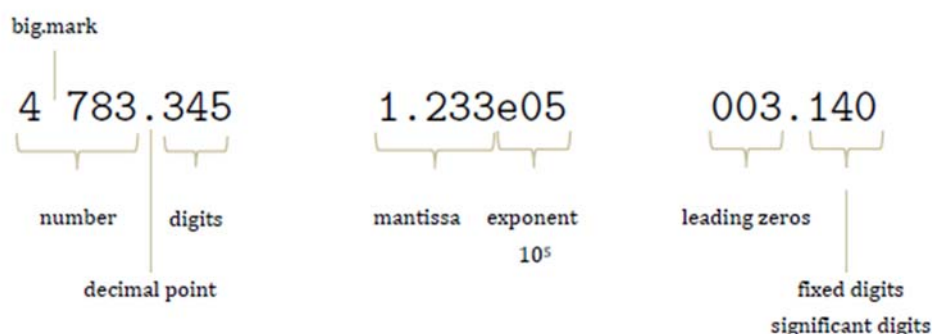 big.mark
4 783.345 1.233e05 003.140
number digits mantissa exponent leading zeros
10⁵
decimal point fixed digits
significant digits